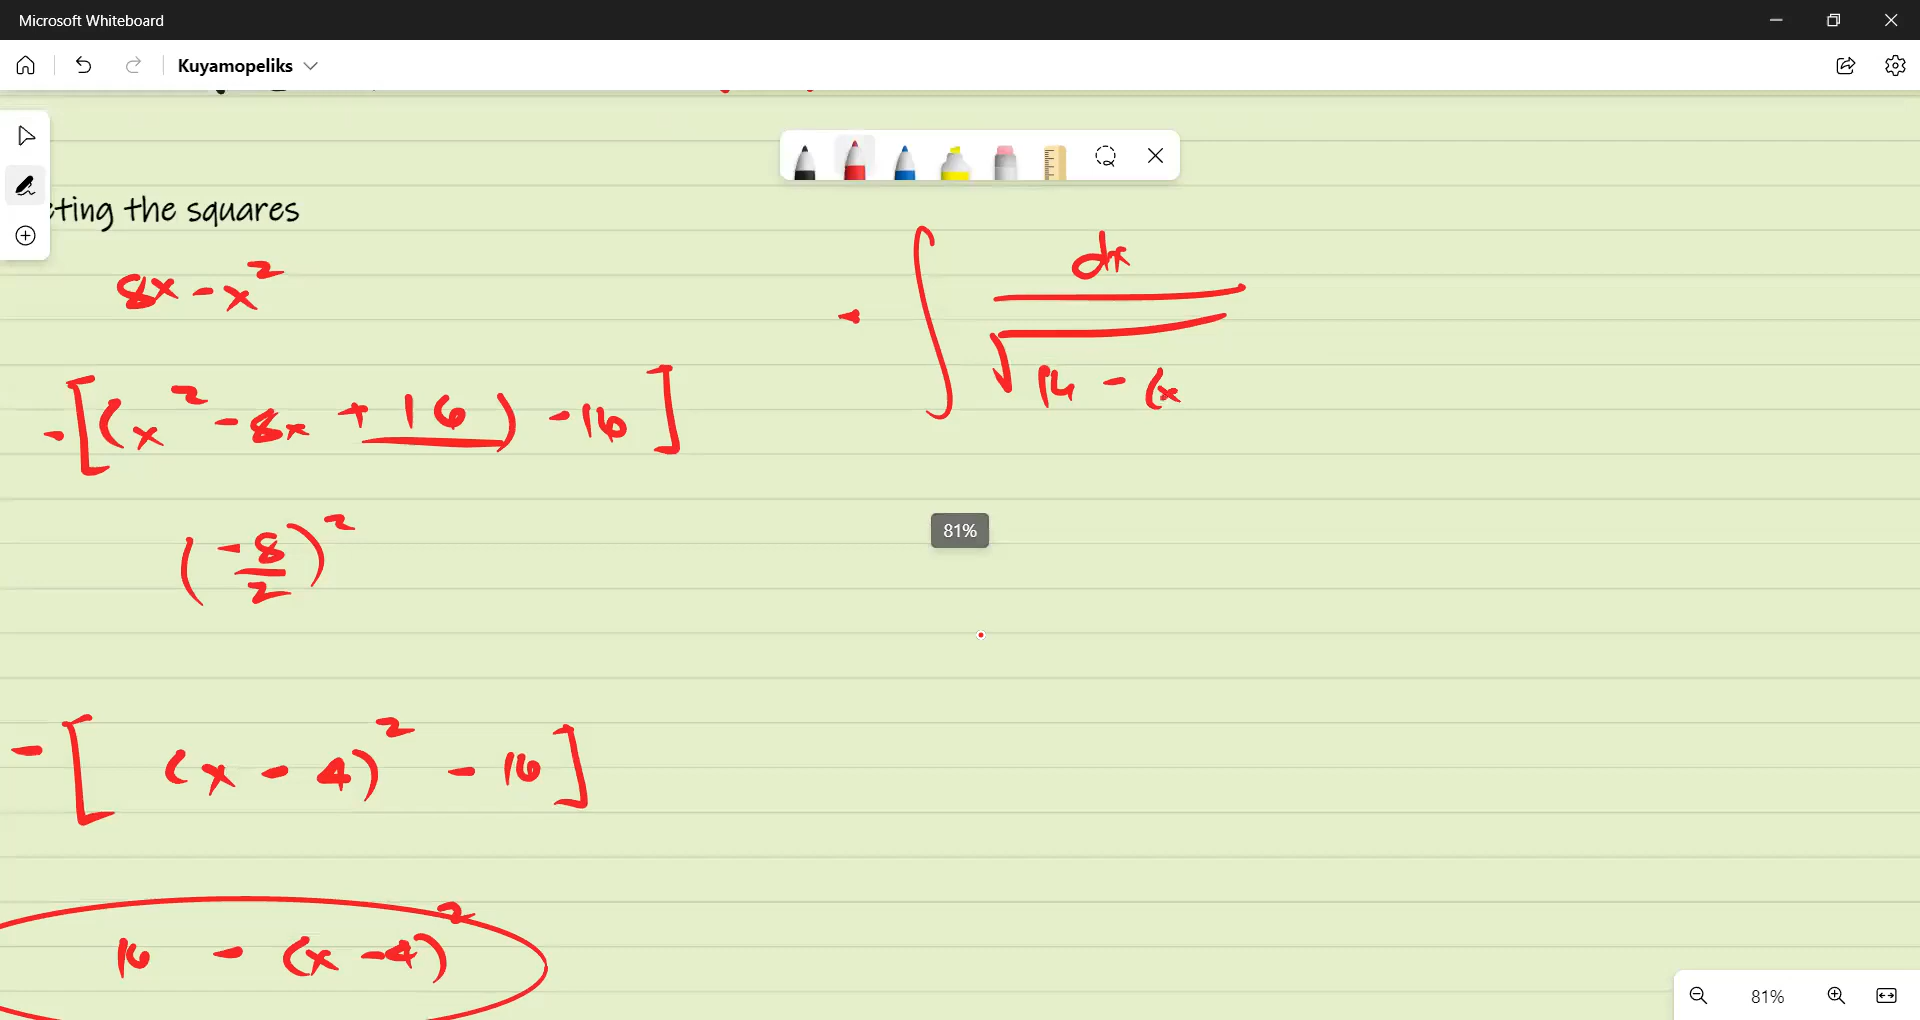 Microsoft Whiteboard
Kuyamopeliks
eting the squares
8x - x²
- [(x² - 8x + 16) - 16]
(-8/2)²
- [(x - 4)² - 16]
16 - (x - 4)²
- ∫ dx
√16 - (x
81%
81%